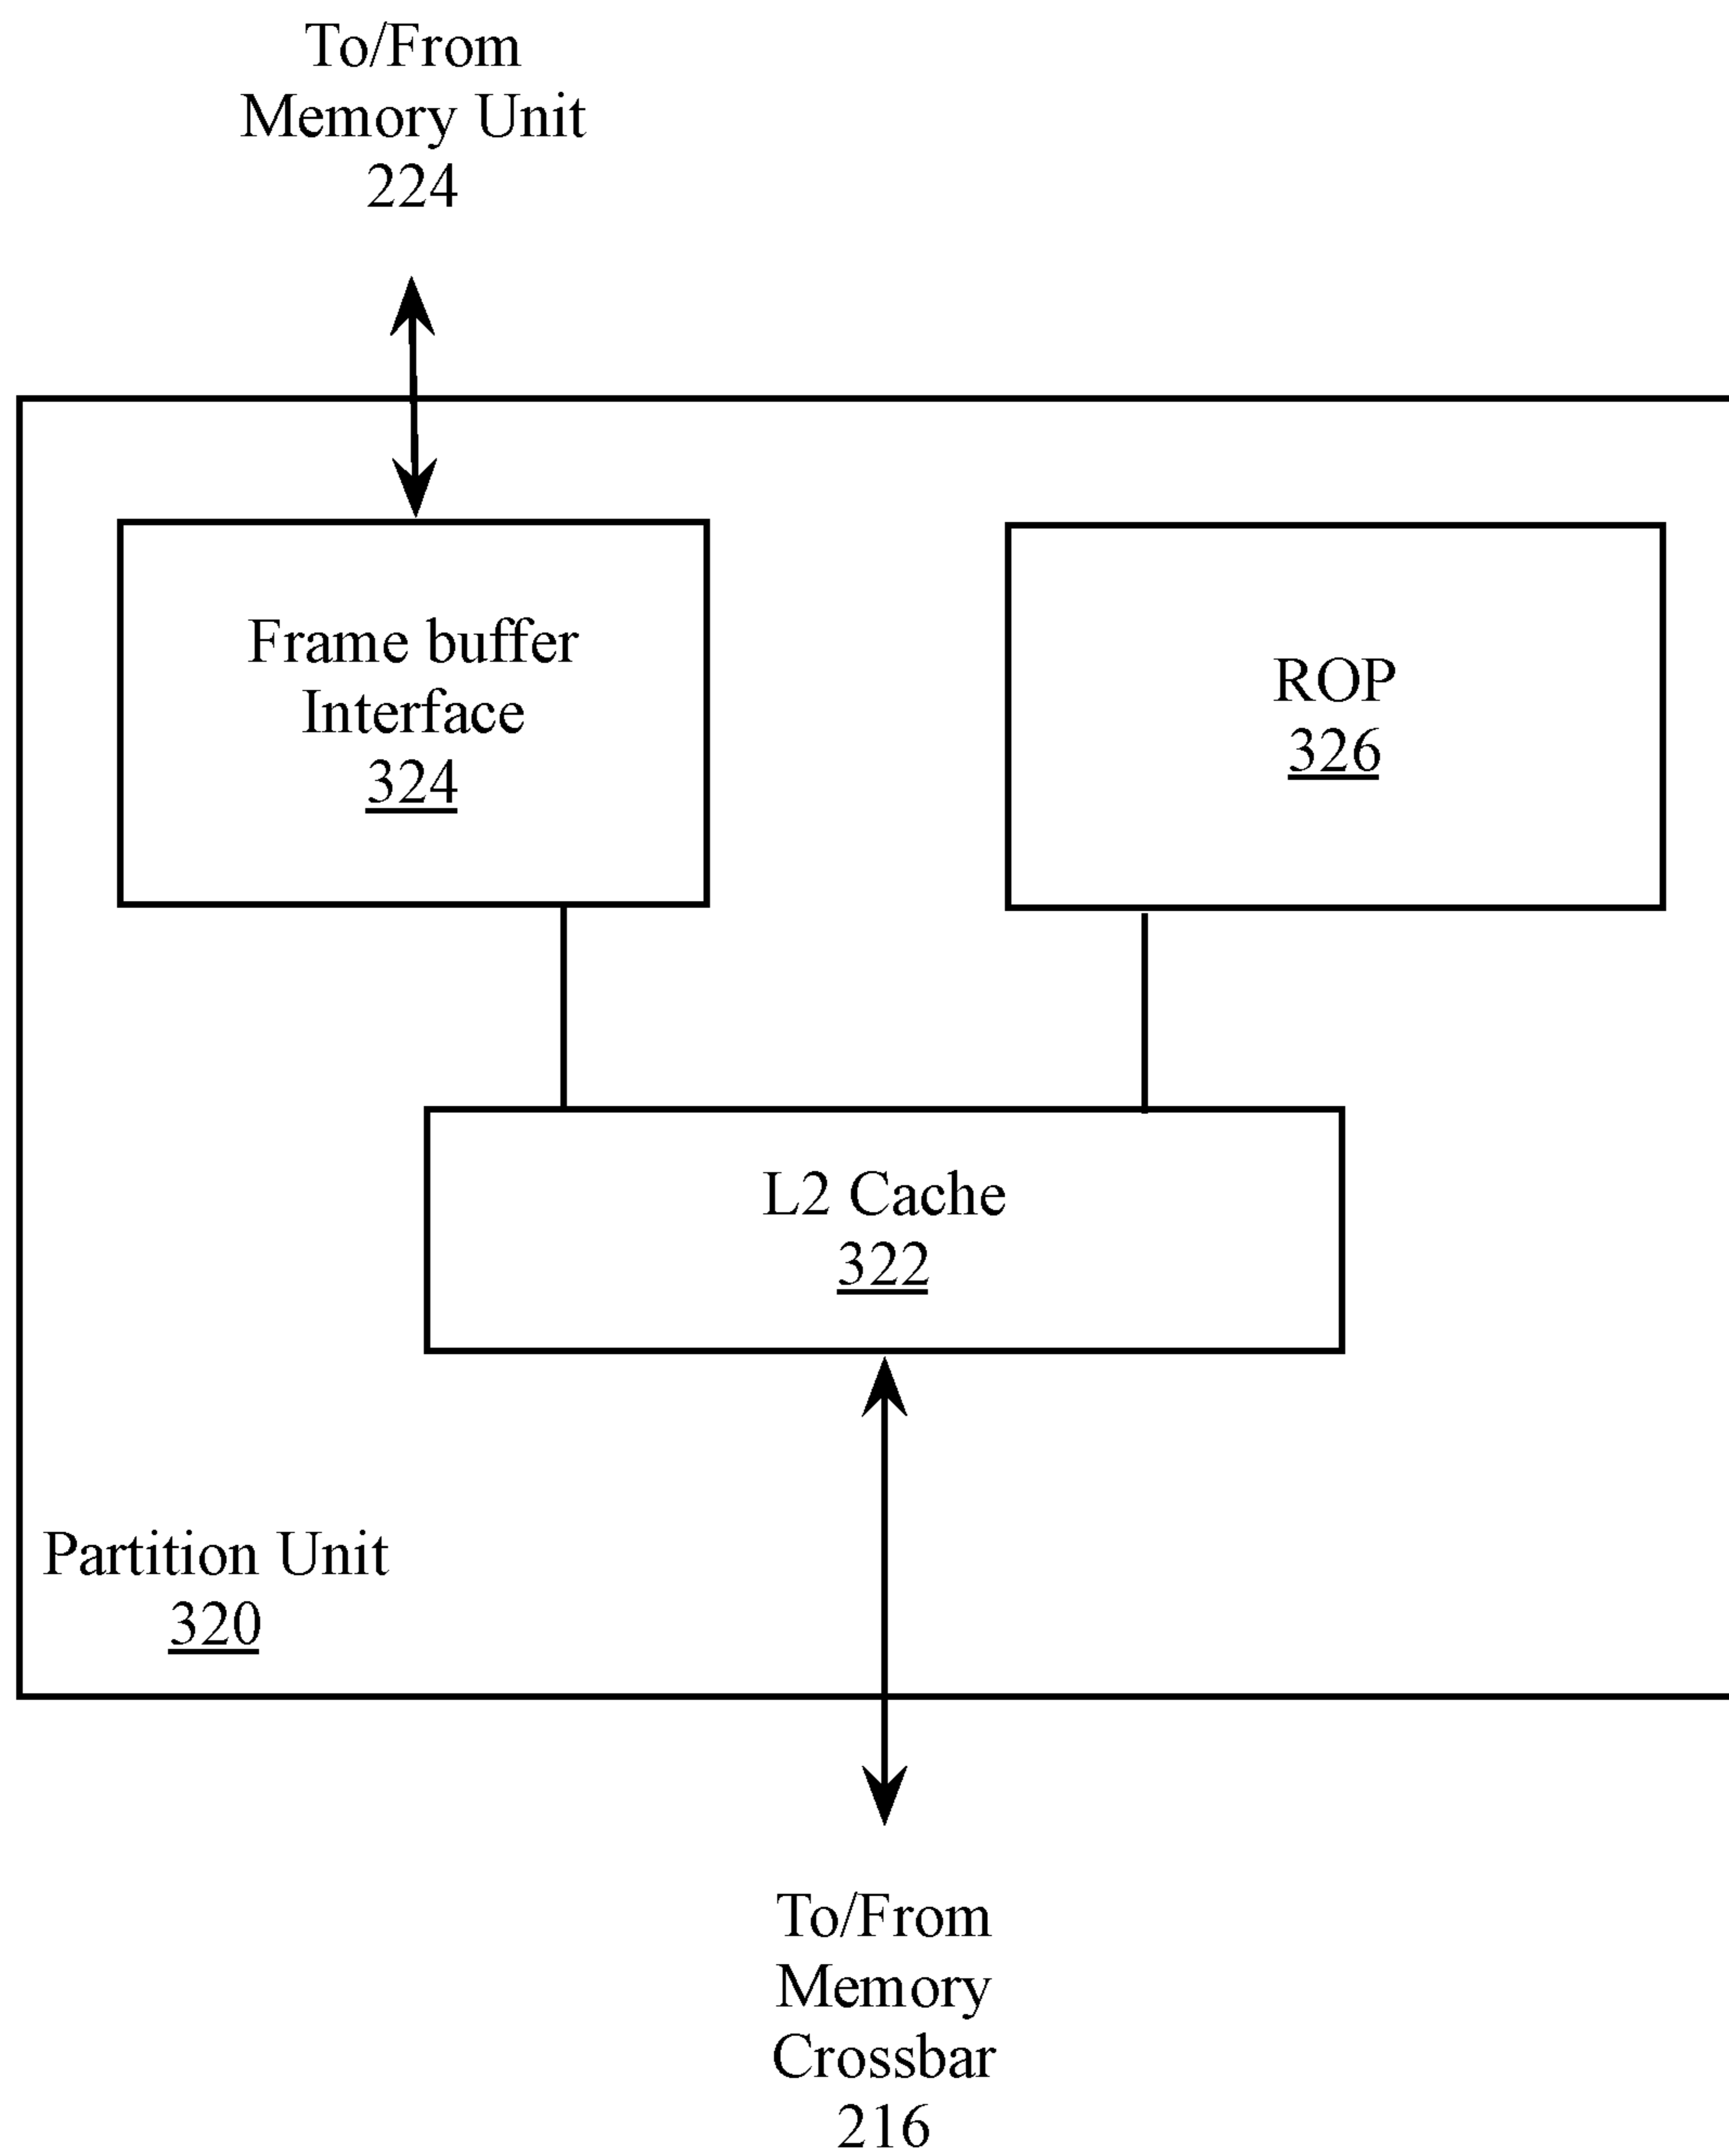 To/From
Memory Unit
224
Frame buffer
Interface
324
ROP
326
L2 Cache
322
Partition Unit
320
To/From
Memory
Crossbar
216